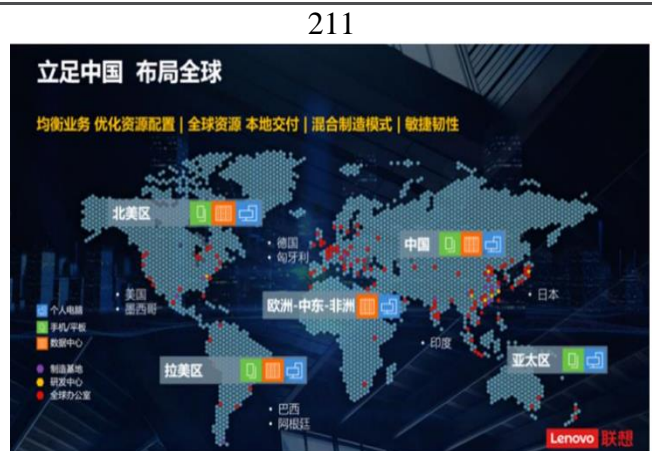 211
立足中国 布局全球
均衡业务 优化资源配置 | 全球资源 本地交付 | 混合制造模式 | 敏捷韧性
北美区
• 德国
• 匈牙利
中国
• 美国
• 墨西哥
欧洲-中东-非洲
• 日本
• 印度
个人电脑
手机/平板
数据中心
制造基地
研发中心
全球办公室
拉美区
亚太区
• 巴西
• 阿根廷
Lenovo 联想